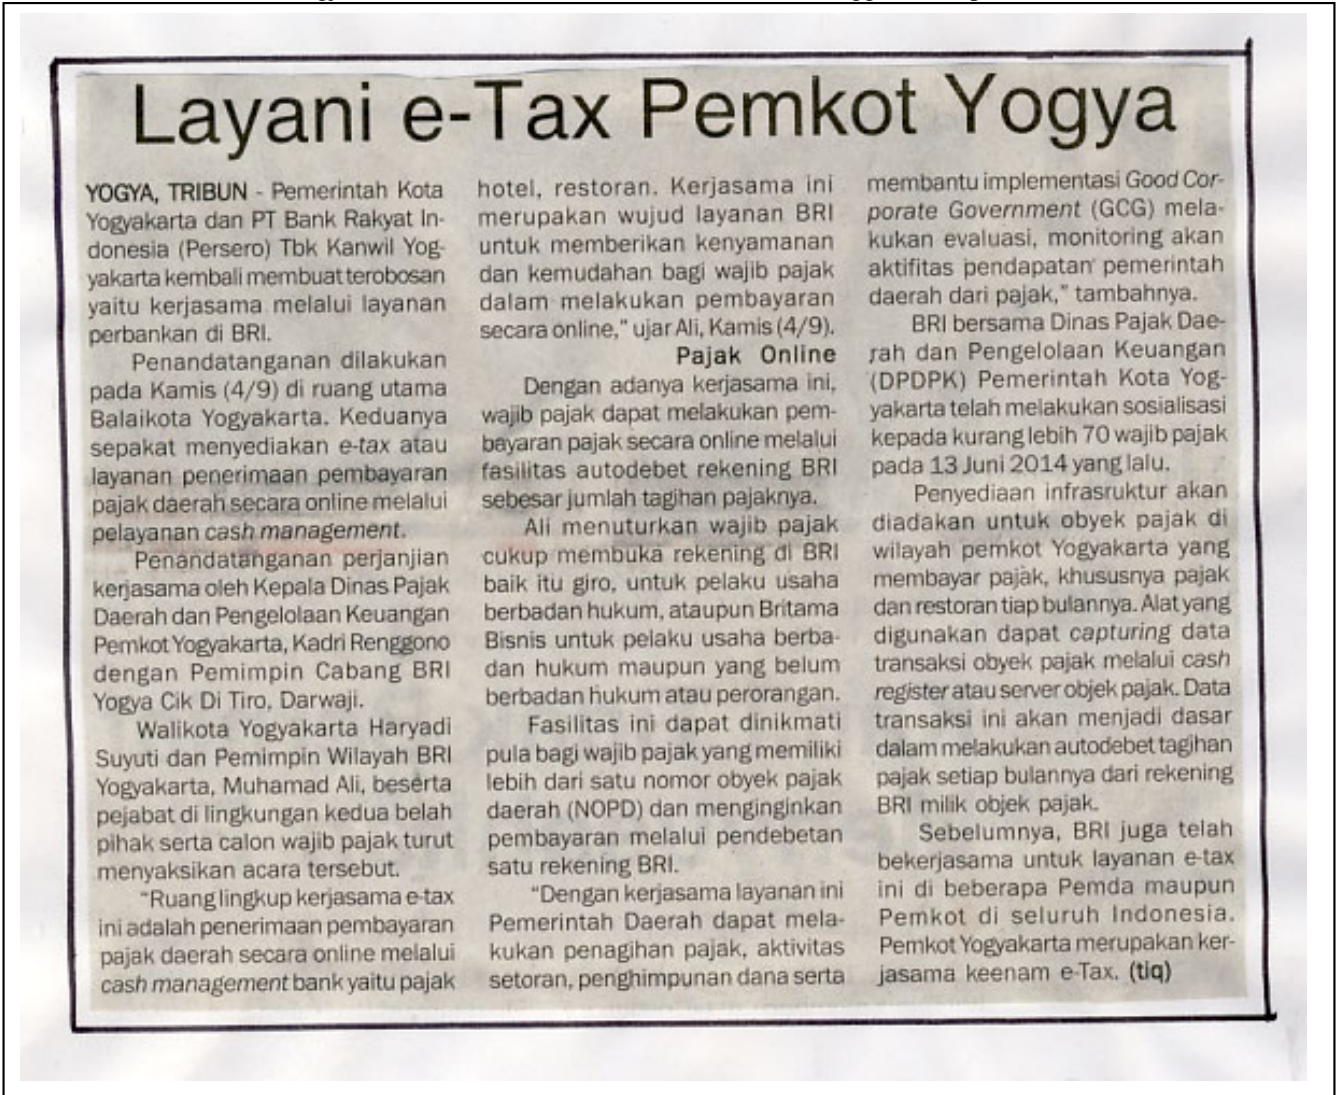 Layani e-Tax Pemkot Yogya
YOGYA, TRIBUN - Pemerintah Kota
Yogyakarta dan PT Bank Rakyat In-
donesia (Persero) Tbk Kanwil Yog-
yakarta kembali membuat terobosan
yaitu kerjasama melalui layanan
perbankan di BRI.
Penandatanganan dilakukan
pada Kamis (4/9) di ruang utama
Balaikota Yogyakarta. Keduanya
sepakat menyediakan e-tax atau
layanan penerimaan pembayaran
pajak daerah secara online melalui
pelayanan cash management.
Penandatanganan perjanjian
kerjasama oleh Kepala Dinas Pajak
Daerah dan Pengelolaan Keuangan
Pemkot Yogyakarta, Kadri Renggono
dengan Pemimpin Cabang BRI
Yogya Cik Di Tiro, Darwaji.
Walikota Yogyakarta Haryadi
Suyuti dan Pemimpin Wilayah BRI
Yogyakarta, Muhamad Ali, beserta
pejabat di lingkungan kedua belah
pihak serta calon wajib pajak turut
menyaksikan acara tersebut.
"Ruang lingkup kerjasama e-tax
ini adalah penerimaan pembayaran
pajak daerah secara online melalui
cash management bank yaitu pajak
hotel, restoran. Kerjasama ini
merupakan wujud layanan BRI
untuk memberikan kenyamanan
dan kemudahan bagi wajib pajak
dalam melakukan pembayaran
secara online," ujar Ali, Kamis (4/9).
Pajak Online
Dengan adanya kerjasama ini,
wajib pajak dapat melakukan pem-
bayaran pajak secara online melalui
fasilitas autodebet rekening BRI
sebesar jumlah tagihan pajaknya.
Ali menuturkan wajib pajak
cukup membuka rekening di BRI
baik itu giro, untuk pelaku usaha
berbadan hukum, ataupun Britama
Bisnis untuk pelaku usaha berba-
dan hukum maupun yang belum
berbadan hukum atau perorangan.
Fasilitas ini dapat dinikmati
pula bagi wajib pajak yang memiliki
lebih dari satu nomor obyek pajak
daerah (NOPD) dan menginginkan
pembayaran melalui pendebetan
satu rekening BRI.
"Dengan kerjasama layanan ini
Pemerintah Daerah dapat mela-
kukan penagihan pajak, aktivitas
setoran, penghimpunan dana serta
membantu implementasi Good Cor-
porate Government (GCG) mela-
kukan evaluasi, monitoring akan
aktifitas pendapatan pemerintah
daerah dari pajak," tambahnya.
BRI bersama Dinas Pajak Dae-
rah dan Pengelolaan Keuangan
(DPDPK) Pemerintah Kota Yog-
yakarta telah melakukan sosialisasi
kepada kurang lebih 70 wajib pajak
pada 13 Juni 2014 yang lalu.
Penyediaan infrasruktur akan
diadakan untuk obyek pajak di
wilayah pemkot Yogyakarta yang
membayar pajak, khususnya pajak
dan restoran tiap bulannya. Alat yang
digunakan dapat capturing data
transaksi obyek pajak melalui cash
register atau server objek pajak. Data
transaksi ini akan menjadi dasar
dalam melakukan autodebet tagihan
pajak setiap bulannya dari rekening
BRI milik objek pajak.
Sebelumnya, BRI juga telah
bekerjasama untuk layanan e-tax
ini di beberapa Pemda maupun
Pemkot di seluruh Indonesia.
Pemkot Yogyakarta merupakan ker-
jasama keenam e-Tax. (tiq)